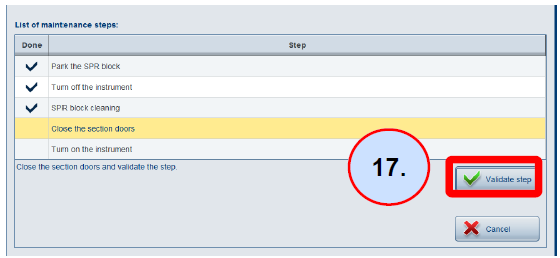 List of maintenance steps:
Done Step
Park the SPR block
Turn off the instrument
SPR block cleaning
Close the section doors
Turn on the instrument
Close the section doors and validate the step.
17.
Validate step
Cancel